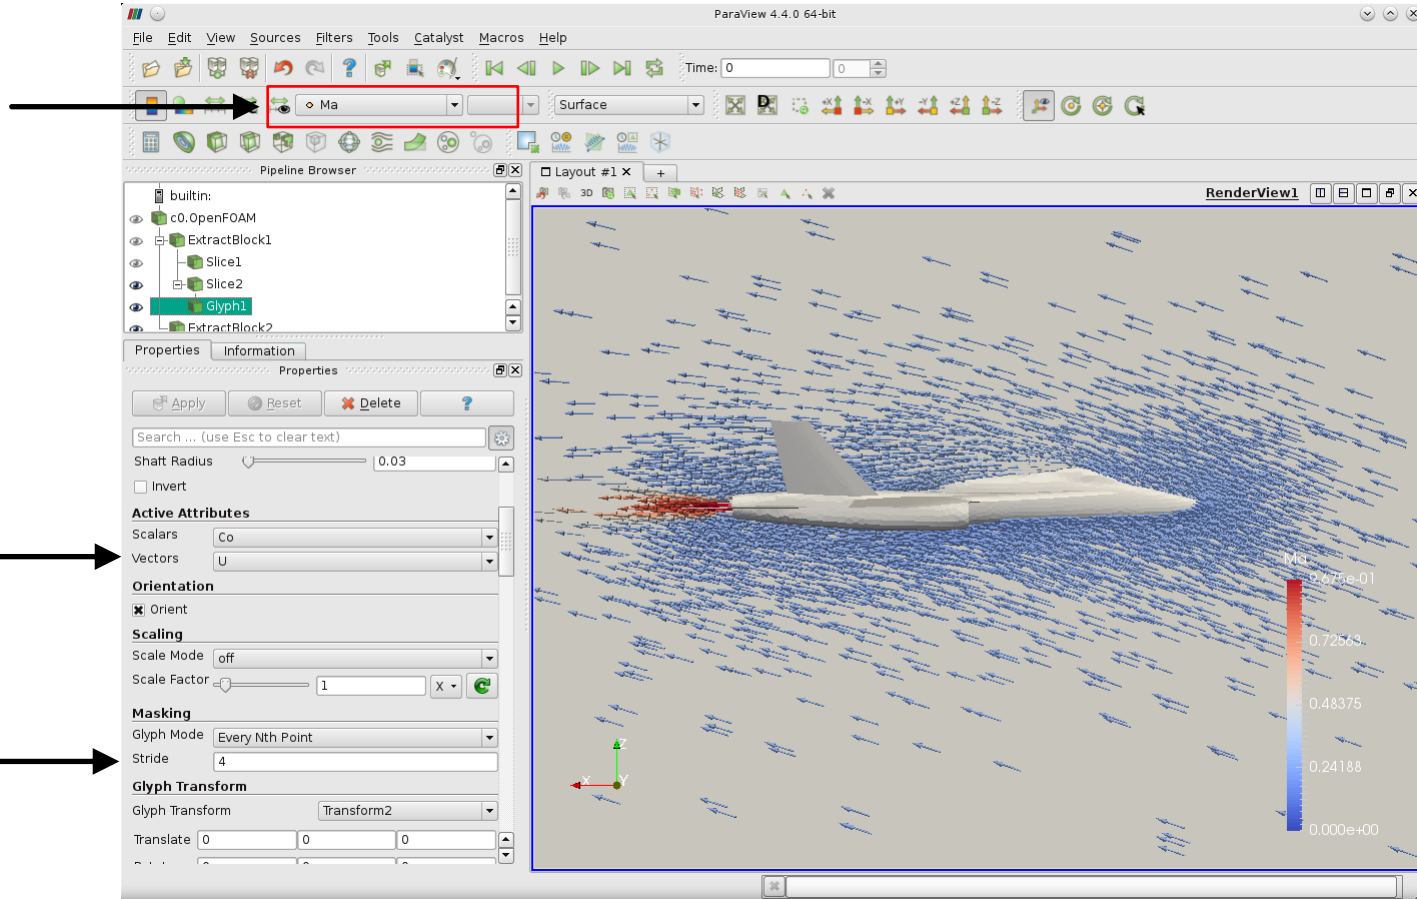 ParaView 4.4.0 64-bit
File Edit View Sources Filters Tools Catalyst Macros Help
Time: 0 0
Ma Surface
Pipeline Browser
builtin:
c0.OpenFOAM
ExtractBlock1
Slice1
Slice2
Glyph1
ExtractBlock2
Properties Information
Properties
Apply Reset Delete ?
Search ... (use Esc to clear text)
Shaft Radius 0.03
Invert
Active Attributes
Scalars Co
Vectors U
Orientation
Orient
Scaling
Scale Mode off
Scale Factor 1 X
Masking
Glyph Mode Every Nth Point
Stride 4
Glyph Transform
Glyph Transform Transform2
Translate 0 0 0
Layout #1 +
3D RenderView1
Ma
9.675e-01
0.72563
0.48375
0.24188
0.000e+00
Z
X Y